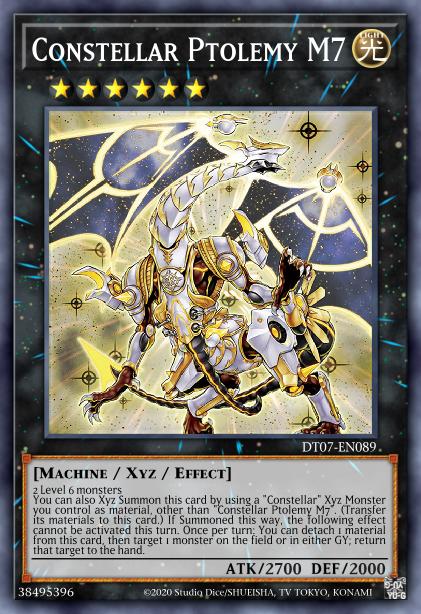 CONSTELLAR PTOLEMY M7
LIGHT
光
DT07-EN089
[MACHINE / XYZ / EFFECT]
2 Level 6 monsters
You can also Xyz Summon this card by using a "Constellar" Xyz Monster
you control as material, other than "Constellar Ptolemy M7". (Transfer
its materials to this card.) If Summoned this way, the following effect
cannot be activated this turn. Once per turn: You can detach 1 material
from this card, then target 1 monster on the field or in either GY; return
that target to the hand.
ATK/2700 DEF/2000
38495396
©2020 Studio Dice/SHUEISHA, TV TOKYO, KONAMI